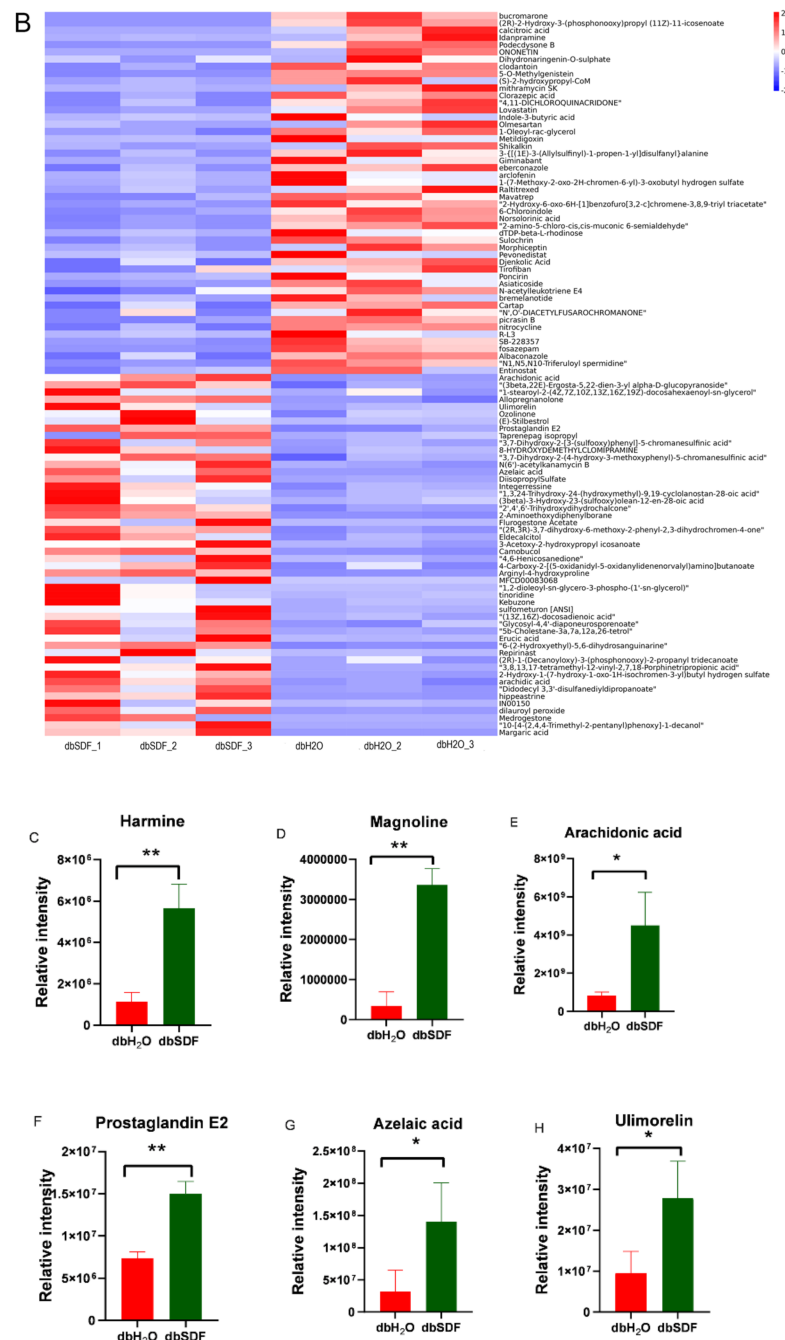 B
bucromarone
(2R)-2-Hydroxy-3-(phosphonooxy)propyl (11Z)-11-icosenoate
calcitroic acid
Idanpramine
Podecdysone B
ONONETIN
Dihydronaringenin-O-sulphate
clodantoin
5-O-Methylgenistein
(S)-2-hydroxypropyl-CoM
mithramycin SK
Clorazepic acid
"4,11-DICHLOROQUINACRIDONE"
Lovastatin
Indole-3-butyric acid
Olmesartan
1-Oleoyl-rac-glycerol
Metildigoxin
Shikalkin
3-{[(1E)-3-(Allylsulfinyl)-1-propen-1-yl]disulfanyl}alanine
Giminabant
eberconazole
arclofenin
1-(7-Methoxy-2-oxo-2H-chromen-6-yl)-3-oxobutyl hydrogen sulfate
Raltitrexed
Mavatrep
"2-Hydroxy-6-oxo-6H-[1]benzofuro[3,2-c]chromene-3,8,9-triyl triacetate"
6-Chloroindole
Norsolorinic acid
"2-amino-5-chloro-cis,cis-muconic 6-semialdehyde"
dTDP-beta-L-rhodinose
Sulochrin
Morphiceptin
Pevonedistat
Djenkolic Acid
Tirofiban
Poncirin
Asiaticoside
N-acetylleukotriene E4
bremelanotide
Cartap
"N',O'-DIACETYLFUSAROCHROMANONE"
picrasin B
nitrocycline
R-L3
SB-228357
fosazepam
Albaconazole
"N1,N5,N10-Triferuloyl spermidine"
Entinostat
Arachidonic acid
"(3beta,22E)-Ergosta-5,22-dien-3-yl alpha-D-glucopyranoside"
"1-stearoyl-2-(4Z,7Z,10Z,13Z,16Z,19Z)-docosahexaenoyl-sn-glycerol"
Allopregnanolone
Ulimorelin
Ozolinone
(E)-Stilbestrol
Prostaglandin E2
Taprenepag isopropyl
"3,7-Dihydroxy-2-[3-(sulfooxy)phenyl]-5-chromanesulfinic acid"
8-HYDROXYDEMETHYLCLOMIPRAMINE
"3,7-Dihydroxy-2-(4-hydroxy-3-methoxyphenyl)-5-chromanesulfinic acid"
N(6')-acetylkanamycin B
Azelaic acid
DiisopropylSulfate
Integerressine
"1,3,24-Trihydroxy-24-(hydroxymethyl)-9,19-cyclolanostan-28-oic acid"
(3beta)-3-Hydroxy-23-(sulfooxy)olean-12-en-28-oic acid
"2',4',6'-Trihydroxydihydrochalcone"
2-Aminoethoxydiphenylborane
Flurogestone Acetate
"(2R,3R)-3,7-dihydroxy-6-methoxy-2-phenyl-2,3-dihydrochromen-4-one"
Eldecalcitol
3-Acetoxy-2-hydroxypropyl icosanoate
Camobucol
"4,6-Henicosanedione"
4-Carboxy-2-[(5-oxidanidyl-5-oxidanylidenenorvalyl)amino]butanoate
Arginyl-4-hydroxyproline
MFCD00083068
"1,2-dioleoyl-sn-glycero-3-phospho-(1'-sn-glycerol)"
tinoridine
Kebuzone
sulfometuron [ANSI]
"(13Z,16Z)-docosadienoic acid"
"Glycosyl-4,4'-diaponeurosporenoate"
"5b-Cholestane-3a,7a,12a,26-tetrol"
Erucic acid
"6-(2-Hydroxyethyl)-5,6-dihydrosanguinarine"
Repirinast
(2R)-1-(Decanoyloxy)-3-(phosphonooxy)-2-propanyl tridecanoate
"3,8,13,17-tetramethyl-12-vinyl-2,7,18-Porphinetripropionic acid"
2-Hydroxy-1-(7-hydroxy-1-oxo-1H-isochromen-3-yl)butyl hydrogen sulfate
arachidic acid
"Didodecyl 3,3'-disulfanediyldipropanoate"
hippeastrine
IN00150
dilauroyl peroxide
Medrogestone
"10-[4-(2,4,4-Trimethyl-2-pentanyl)phenoxy]-1-decanol"
Margaric acid
2
1
0
-1
-2
dbSDF_1 dbSDF_2 dbSDF_3 dbH2O dbH2O_2 dbH2O_3
C
Harmine
**
Relative intensity
8×10⁶
6×10⁶
4×10⁶
2×10⁶
0
dbH₂O dbSDF
D
Magnoline
**
Relative intensity
4000000
3000000
2000000
1000000
0
dbH₂O dbSDF
E
Arachidonic acid
*
Relative intensity
8×10⁹
6×10⁹
4×10⁹
2×10⁹
0
dbH₂O dbSDF
F
Prostaglandin E2
**
Relative intensity
2×10⁷
1.5×10⁷
1×10⁷
5×10⁶
0
dbH₂O dbSDF
G
Azelaic acid
*
Relative intensity
2.5×10⁸
2×10⁸
1.5×10⁸
1×10⁸
5×10⁷
0
dbH₂O dbSDF
H
Ulimorelin
*
Relative intensity
4×10⁷
3×10⁷
2×10⁷
1×10⁷
0
dbH₂O dbSDF